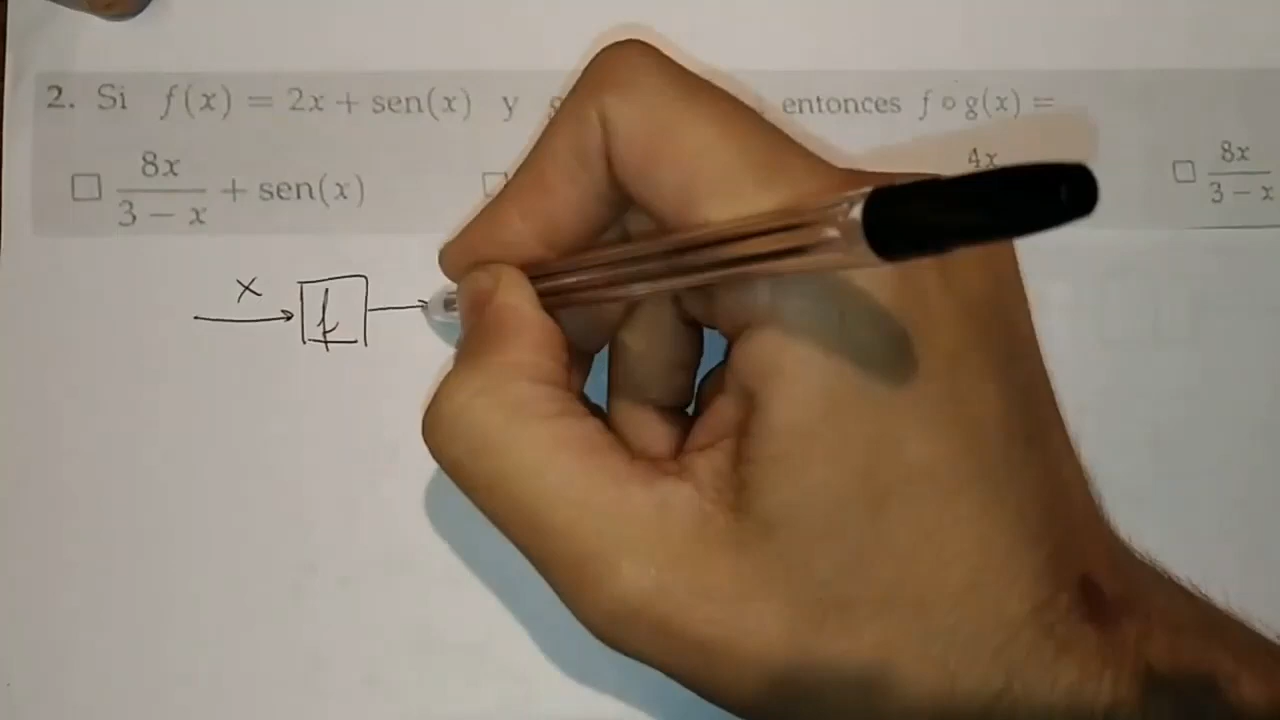 2. Si f(x) = 2x + sen(x) y entonces f ∘ g(x) =
□ 8x/(3 − x) + sen(x) □ 4x □ 8x/(3 − x
x f